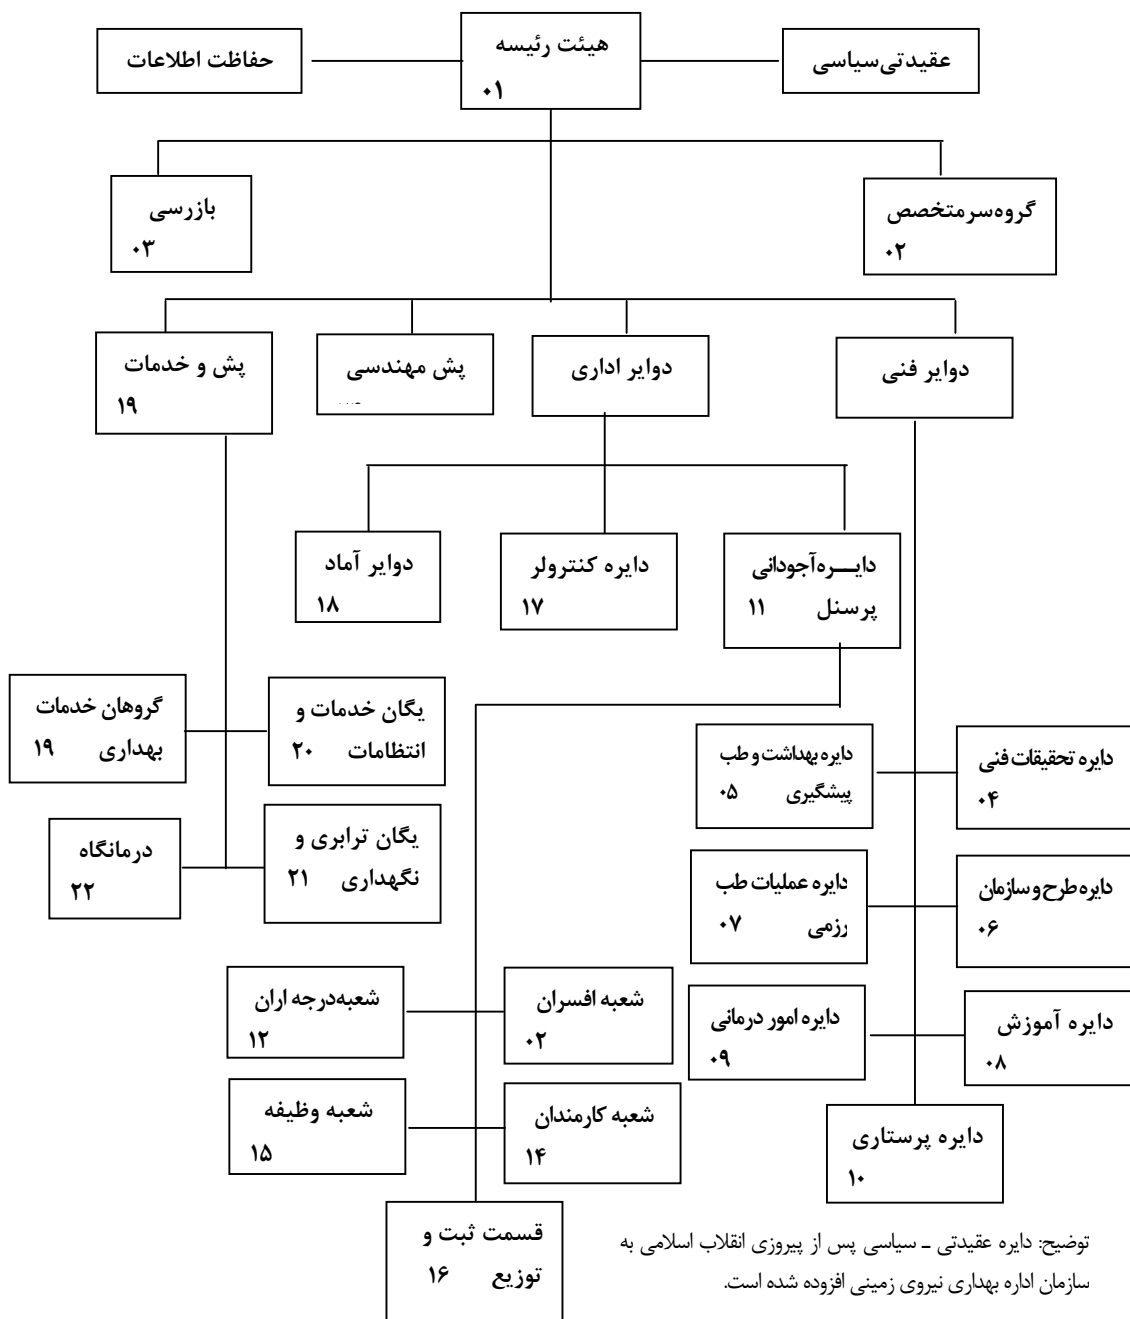 هیئت رئیسه
۰۱
عقیدتی‌سیاسی
حفاظت اطلاعات
گروه‌سرمتخصص
۰۲
بازرسی
۰۳
دوایر فنی
دوایر اداری
پش مهندسی
پش و خدمات
۱۹
دایـــره‌آجودانی
پرسنل ۱۱
دایره کنترولر
۱۷
دوایر آماد
۱۸
یگان خدمات و
انتظامات ۲۰
گروهان خدمات
بهداری ۱۹
یگان ترابری و
نگهداری ۲۱
درمانگاه
۲۲
دایره تحقیقات فنی
۰۴
دایره بهداشت و طب
پیشگیری ۰۵
دایره طرح و سازمان
۰۶
دایره عملیات طب
رزمی ۰۷
دایره آموزش
۰۸
دایره امور درمانی
۰۹
دایره پرستاری
۱۰
شعبه افسران
۰۲
شعبه‌درجه اران
۱۲
شعبه کارمندان
۱۴
شعبه وظیفه
۱۵
قسمت ثبت و
توزیع ۱۶
توضیح: دایره عقیدتی ـ سیاسی پس از پیروزی انقلاب اسلامی به
سازمان اداره بهداری نیروی زمینی افزوده شده است.